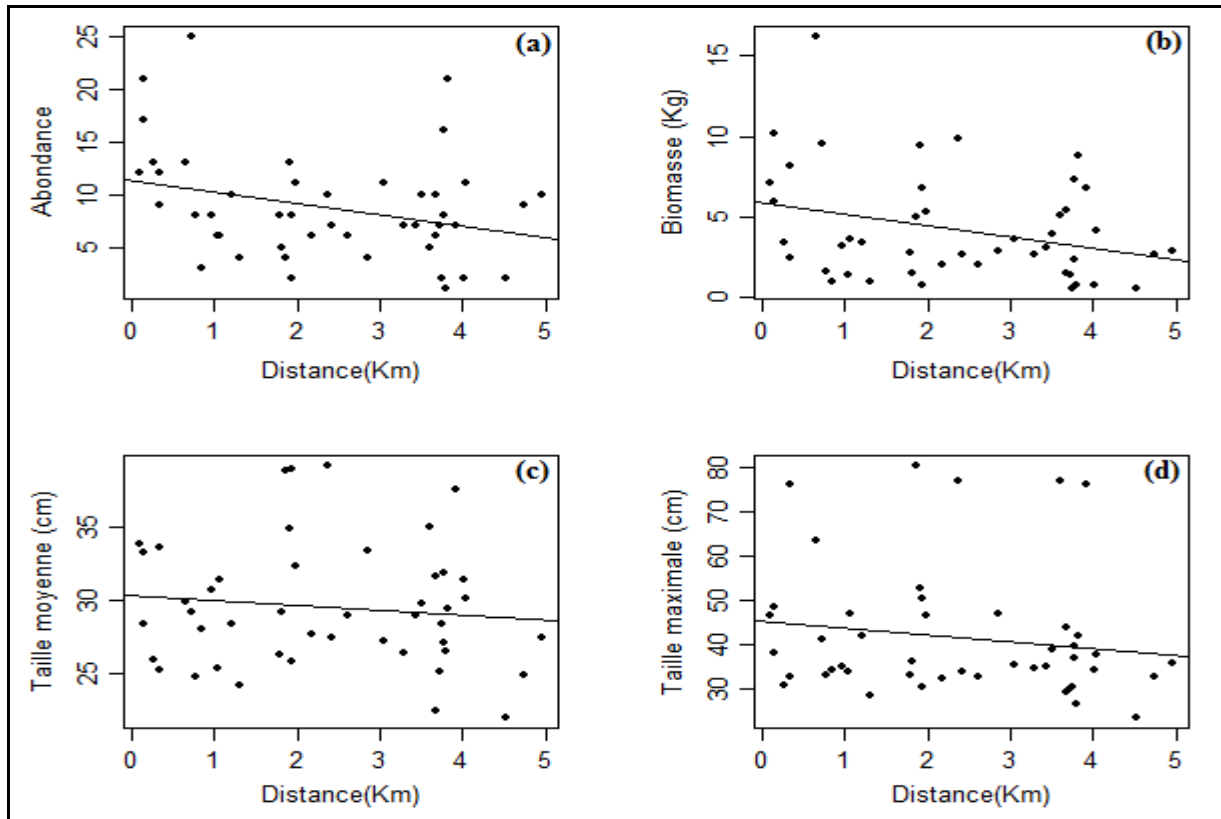 (a)
Abondance
25
20
15
10
5
0 1 2 3 4 5
Distance(Km)
(b)
Biomasse (Kg)
15
10
5
0
0 1 2 3 4 5
Distance(Km)
(c)
Taille moyenne (cm)
35
30
25
0 1 2 3 4 5
Distance(Km)
(d)
Taille maximale (cm)
80
70
60
50
40
30
0 1 2 3 4 5
Distance(Km)